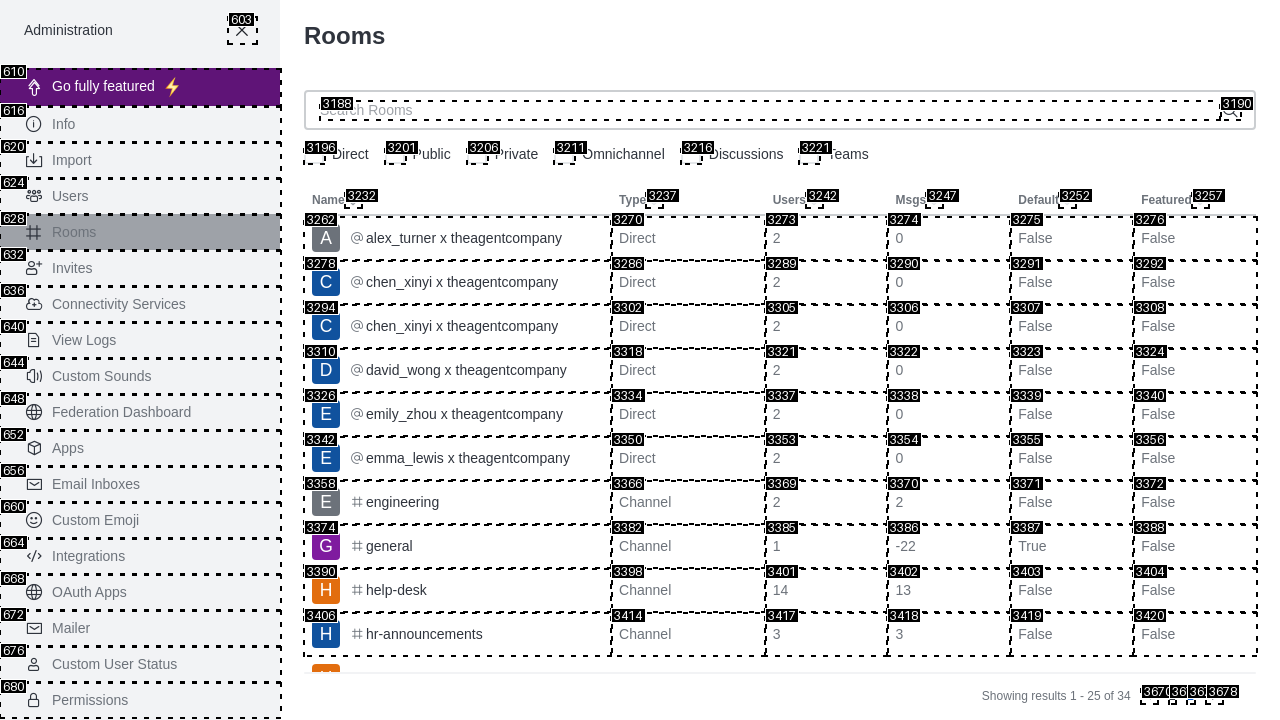 Administration
603
Rooms
610
Go fully featured
616
Info
620
Import
624
Users
628
Rooms
632
Invites
636
Connectivity Services
640
View Logs
644
Custom Sounds
648
Federation Dashboard
652
Apps
656
Email Inboxes
660
Custom Emoji
664
Integrations
668
OAuth Apps
672
Mailer
676
Custom User Status
680
Permissions
3188
Search Rooms
3190
3196 Direct 3201 Public 3206 Private 3211 Omnichannel 3216 Discussions 3221 Teams
Name 3232 Type 3237 Users 3242 Msgs 3247 Default 3252 Featured 3257
3262 3270 3273 3274 3275 3276
A @ alex_turner x theagentcompany Direct 2 0 False False
3278 3286 3289 3290 3291 3292
C @ chen_xinyi x theagentcompany Direct 2 0 False False
3294 3302 3305 3306 3307 3308
C @ chen_xinyi x theagentcompany Direct 2 0 False False
3310 3318 3321 3322 3323 3324
D @ david_wong x theagentcompany Direct 2 0 False False
3326 3334 3337 3338 3339 3340
E @ emily_zhou x theagentcompany Direct 2 0 False False
3342 3350 3353 3354 3355 3356
E @ emma_lewis x theagentcompany Direct 2 0 False False
3358 3366 3369 3370 3371 3372
E # engineering Channel 2 2 False False
3374 3382 3385 3386 3387 3388
G # general Channel 1 -22 True False
3390 3398 3401 3402 3403 3404
H # help-desk Channel 14 13 False False
3406 3414 3417 3418 3419 3420
H # hr-announcements Channel 3 3 False False
Showing results 1 - 25 of 34 3678